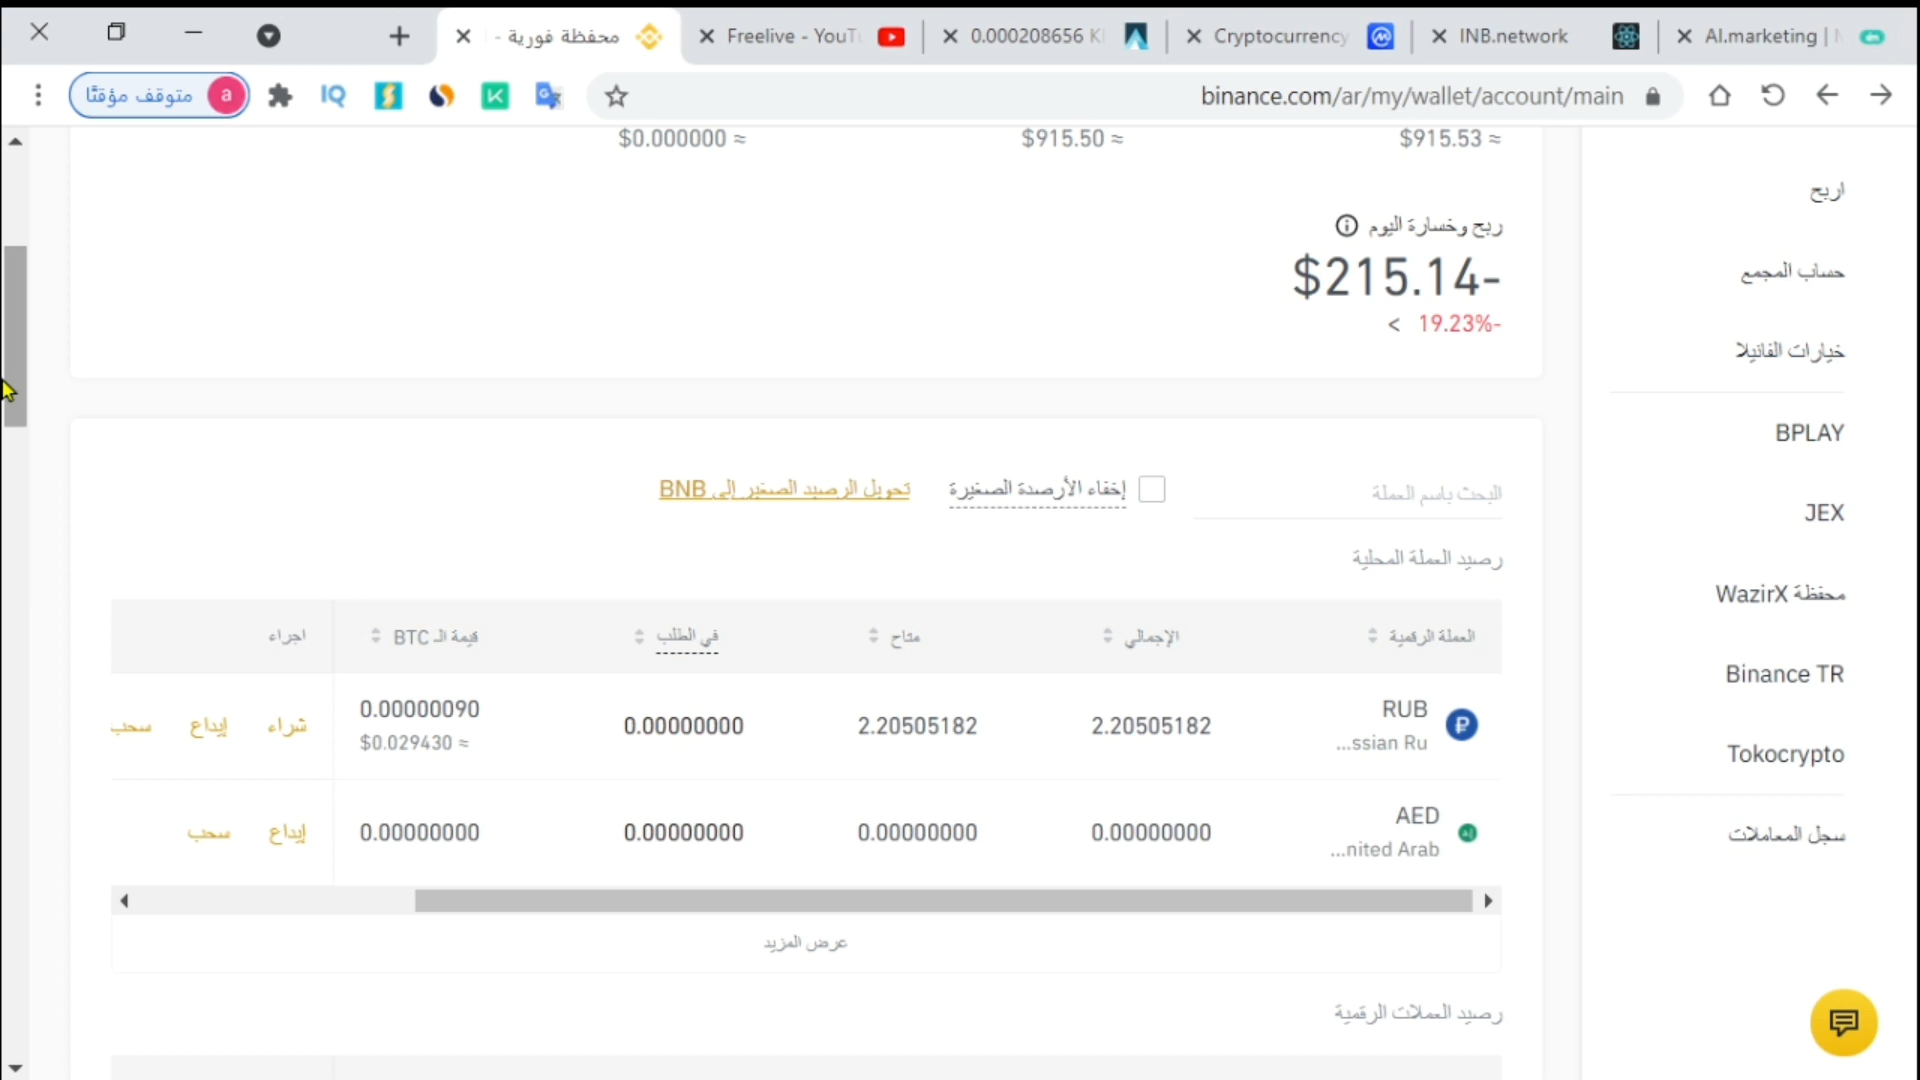 محفظة فورية -
Freelive - YouT
0.000208656 K
Cryptocurrency
INB.network
AI.marketing |
متوقف مؤقتًا
a
IQ
binance.com/ar/my/wallet/account/main
$0.000000 ≈
$915.50 ≈
$915.53 ≈
ربح وخسارة اليوم
$215.14-
19.23%-
البحث باسم العملة
إخفاء الأرصدة الصغيرة
تحويل الرصيد الصغير إلى BNB
رصيد العملة المحلية
العملة الرقمية
الإجمالي
متاح
في الطلب
قيمة الـ BTC
اجراء
RUB
...ssian Ru
2.20505182
2.20505182
0.00000000
0.00000090
$0.029430 ≈
شراء
إيداع
سحب
AED
...nited Arab
0.00000000
0.00000000
0.00000000
0.00000000
إيداع
سحب
عرض المزيد
رصيد العملات الرقمية
اربح
حساب المجمع
خيارات الفانيلا
BPLAY
JEX
محفظة WazirX
Binance TR
Tokocrypto
سجل المعاملات